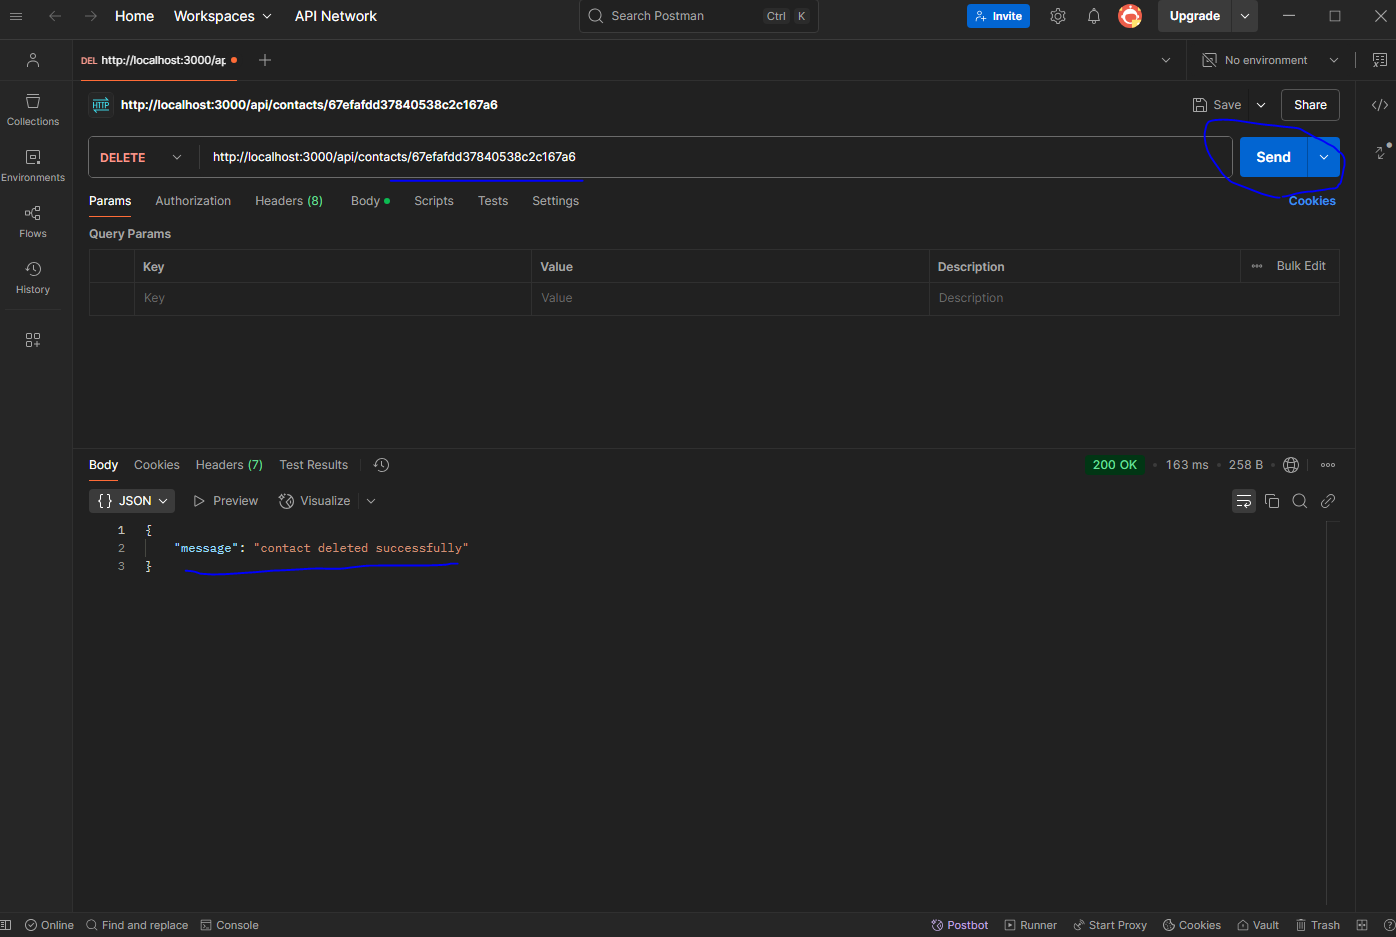 Home Workspaces API Network Search Postman Ctrl K Invite Upgrade
DEL http://localhost:3000/ap No environment
http://localhost:3000/api/contacts/67efafdd37840538c2c167a6 Save Share
Collections
DELETE http://localhost:3000/api/contacts/67efafdd37840538c2c167a6 Send
Environments
Params Authorization Headers (8) Body Scripts Tests Settings Cookies
Flows
Query Params
Key Value Description Bulk Edit
History
Key Value Description
Body Cookies Headers (7) Test Results 200 OK 163 ms 258 B
{} JSON Preview Visualize
1 {
2 "message": "contact deleted successfully"
3 }
Online Find and replace Console Postbot Runner Start Proxy Cookies Vault Trash